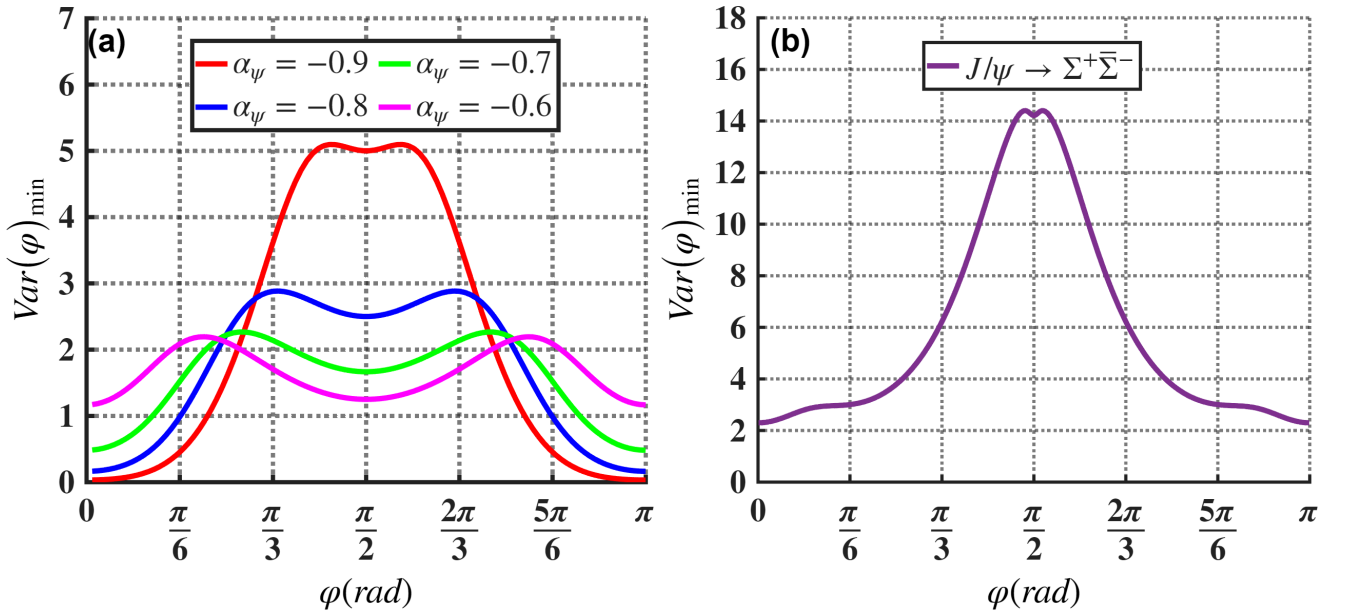 (a)
7
6
5
4
3
2
1
0
α_ψ = −0.9
α_ψ = −0.8
α_ψ = −0.7
α_ψ = −0.6
Var(φ)_min
0
π/6
π/3
π/2
2π/3
5π/6
π
φ(rad)
(b)
18
16
14
12
10
8
6
4
2
0
J/ψ → Σ⁺Σ̅⁻
Var(φ)_min
0
π/6
π/3
π/2
2π/3
5π/6
π
φ(rad)